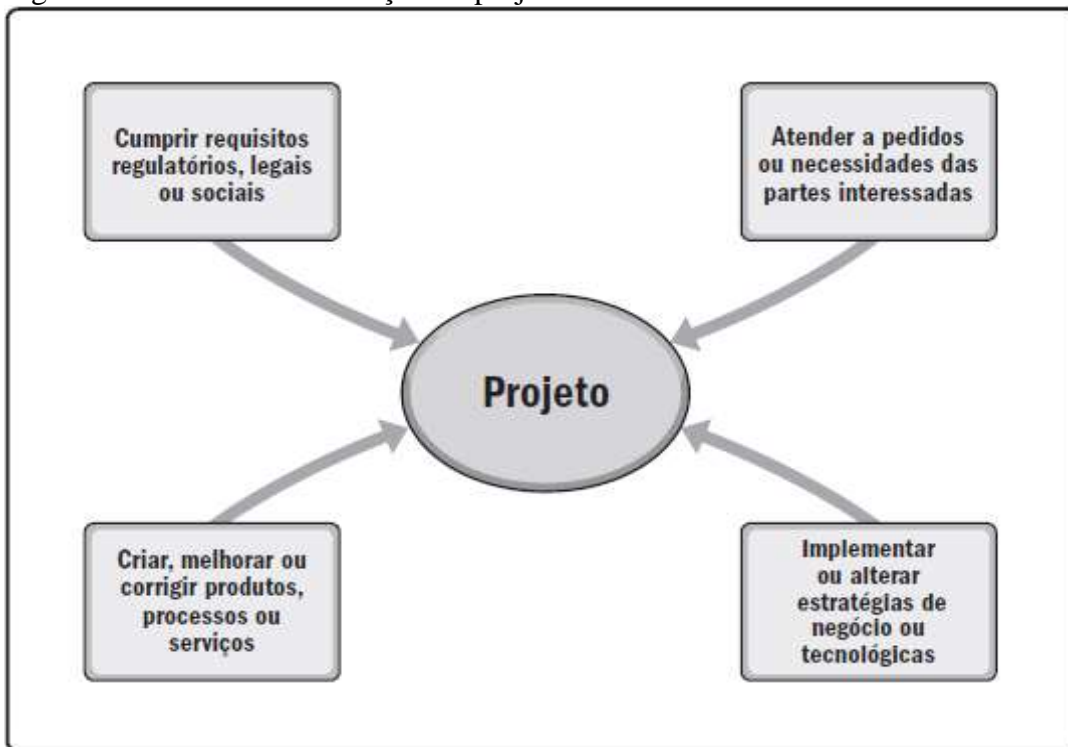 Cumprir requisitos
regulatórios, legais
ou sociais
Atender a pedidos
ou necessidades das
partes interessadas
Projeto
Criar, melhorar ou
corrigir produtos,
processos ou
serviços
Implementar
ou alterar
estratégias de
negócio ou
tecnológicas